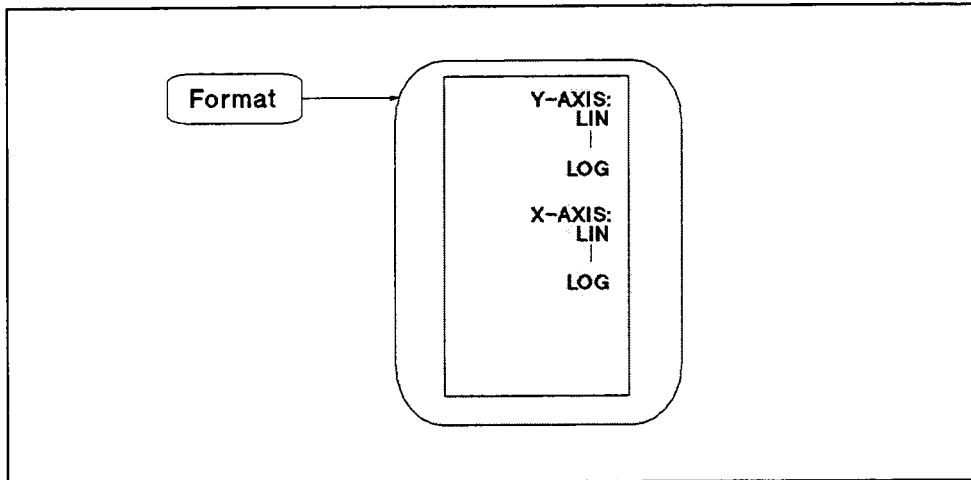 Format
Y-AXIS:
LIN
LOG
X-AXIS:
LIN
LOG